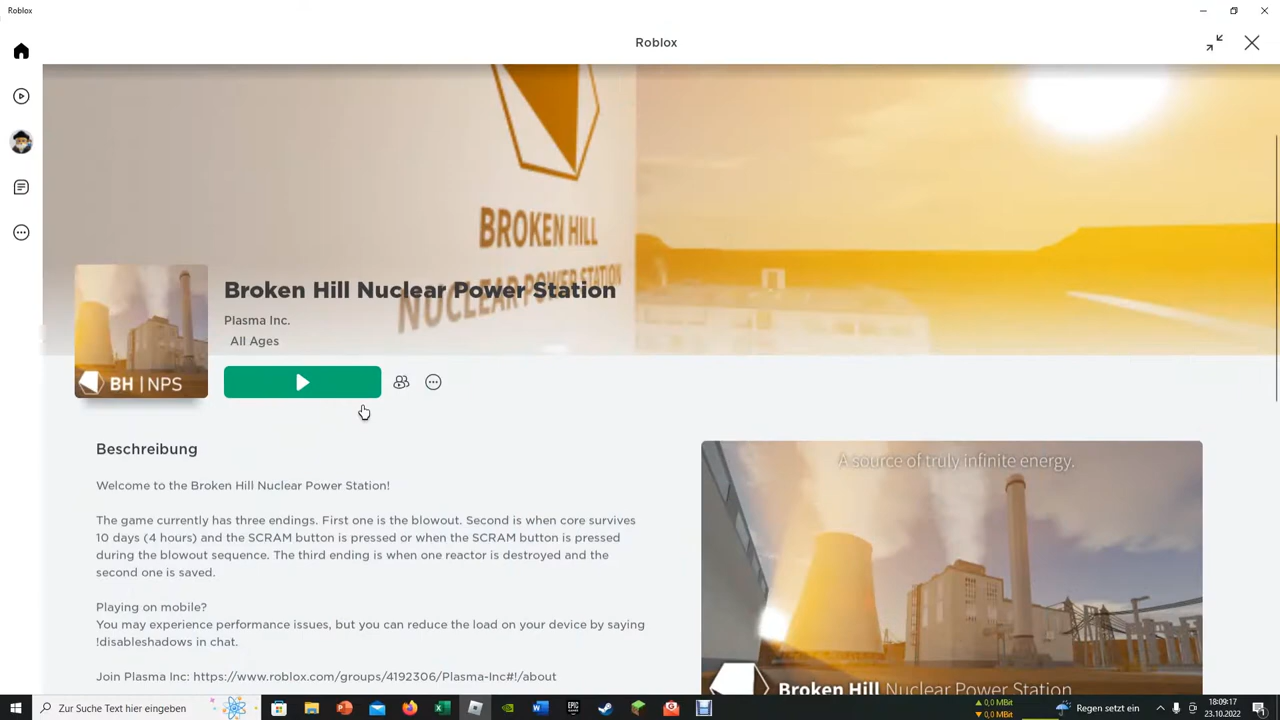 Roblox
Roblox
BROKEN HILL
NUCLEAR POWER STATION
Broken Hill Nuclear Power Station
Plasma Inc.
All Ages
BH | NPS
Beschreibung
Welcome to the Broken Hill Nuclear Power Station!
The game currently has three endings. First one is the blowout. Second is when core survives
10 days (4 hours) and the SCRAM button is pressed or when the SCRAM button is pressed
during the blowout sequence. The third ending is when one reactor is destroyed and the
second one is saved.
Playing on mobile?
You may experience performance issues, but you can reduce the load on your device by saying
!disableshadows in chat.
Join Plasma Inc: https://www.roblox.com/groups/4192306/Plasma-Inc#!/about
A source of truly infinite energy.
Broken Hill Nuclear Power Station
Zur Suche Text hier eingeben
0,0 MBit
0,0 MBit
Regen setzt ein
18:09:17
23.10.2022
1